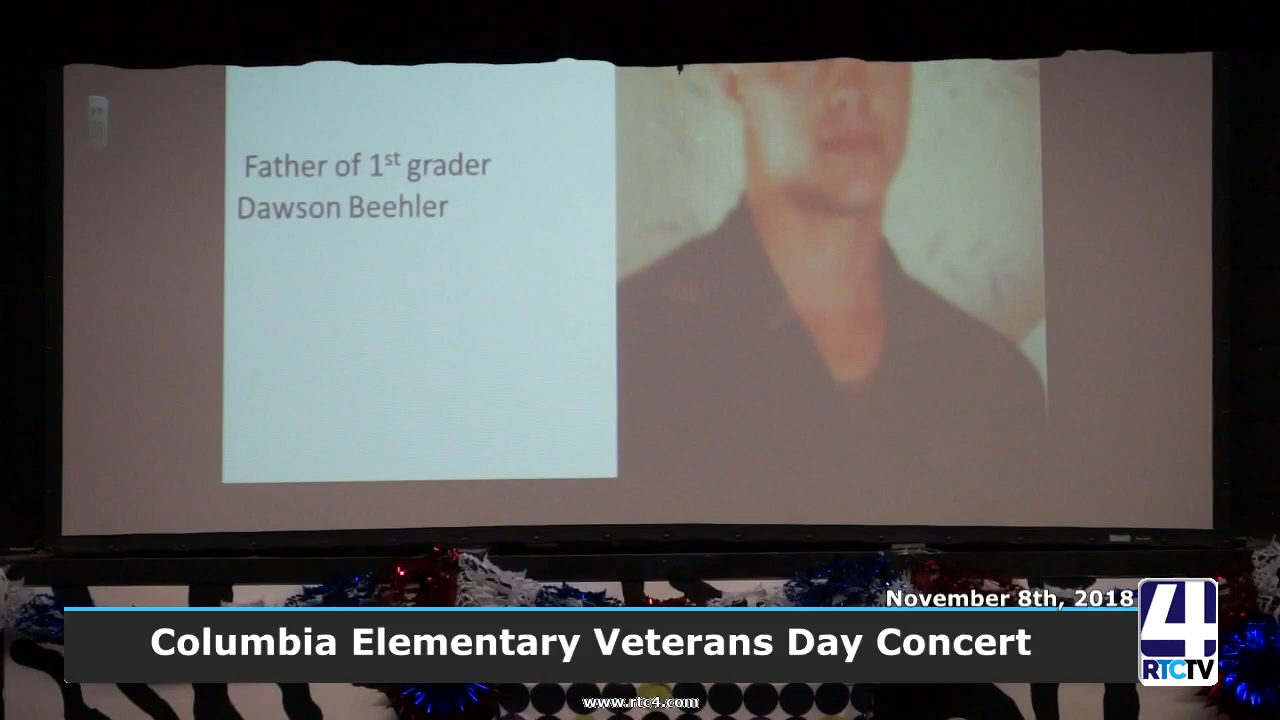 Father of 1st grader
Dawson Beehler
November 8th, 2018
Columbia Elementary Veterans Day Concert
4
RTCTV
www.rtc4.com